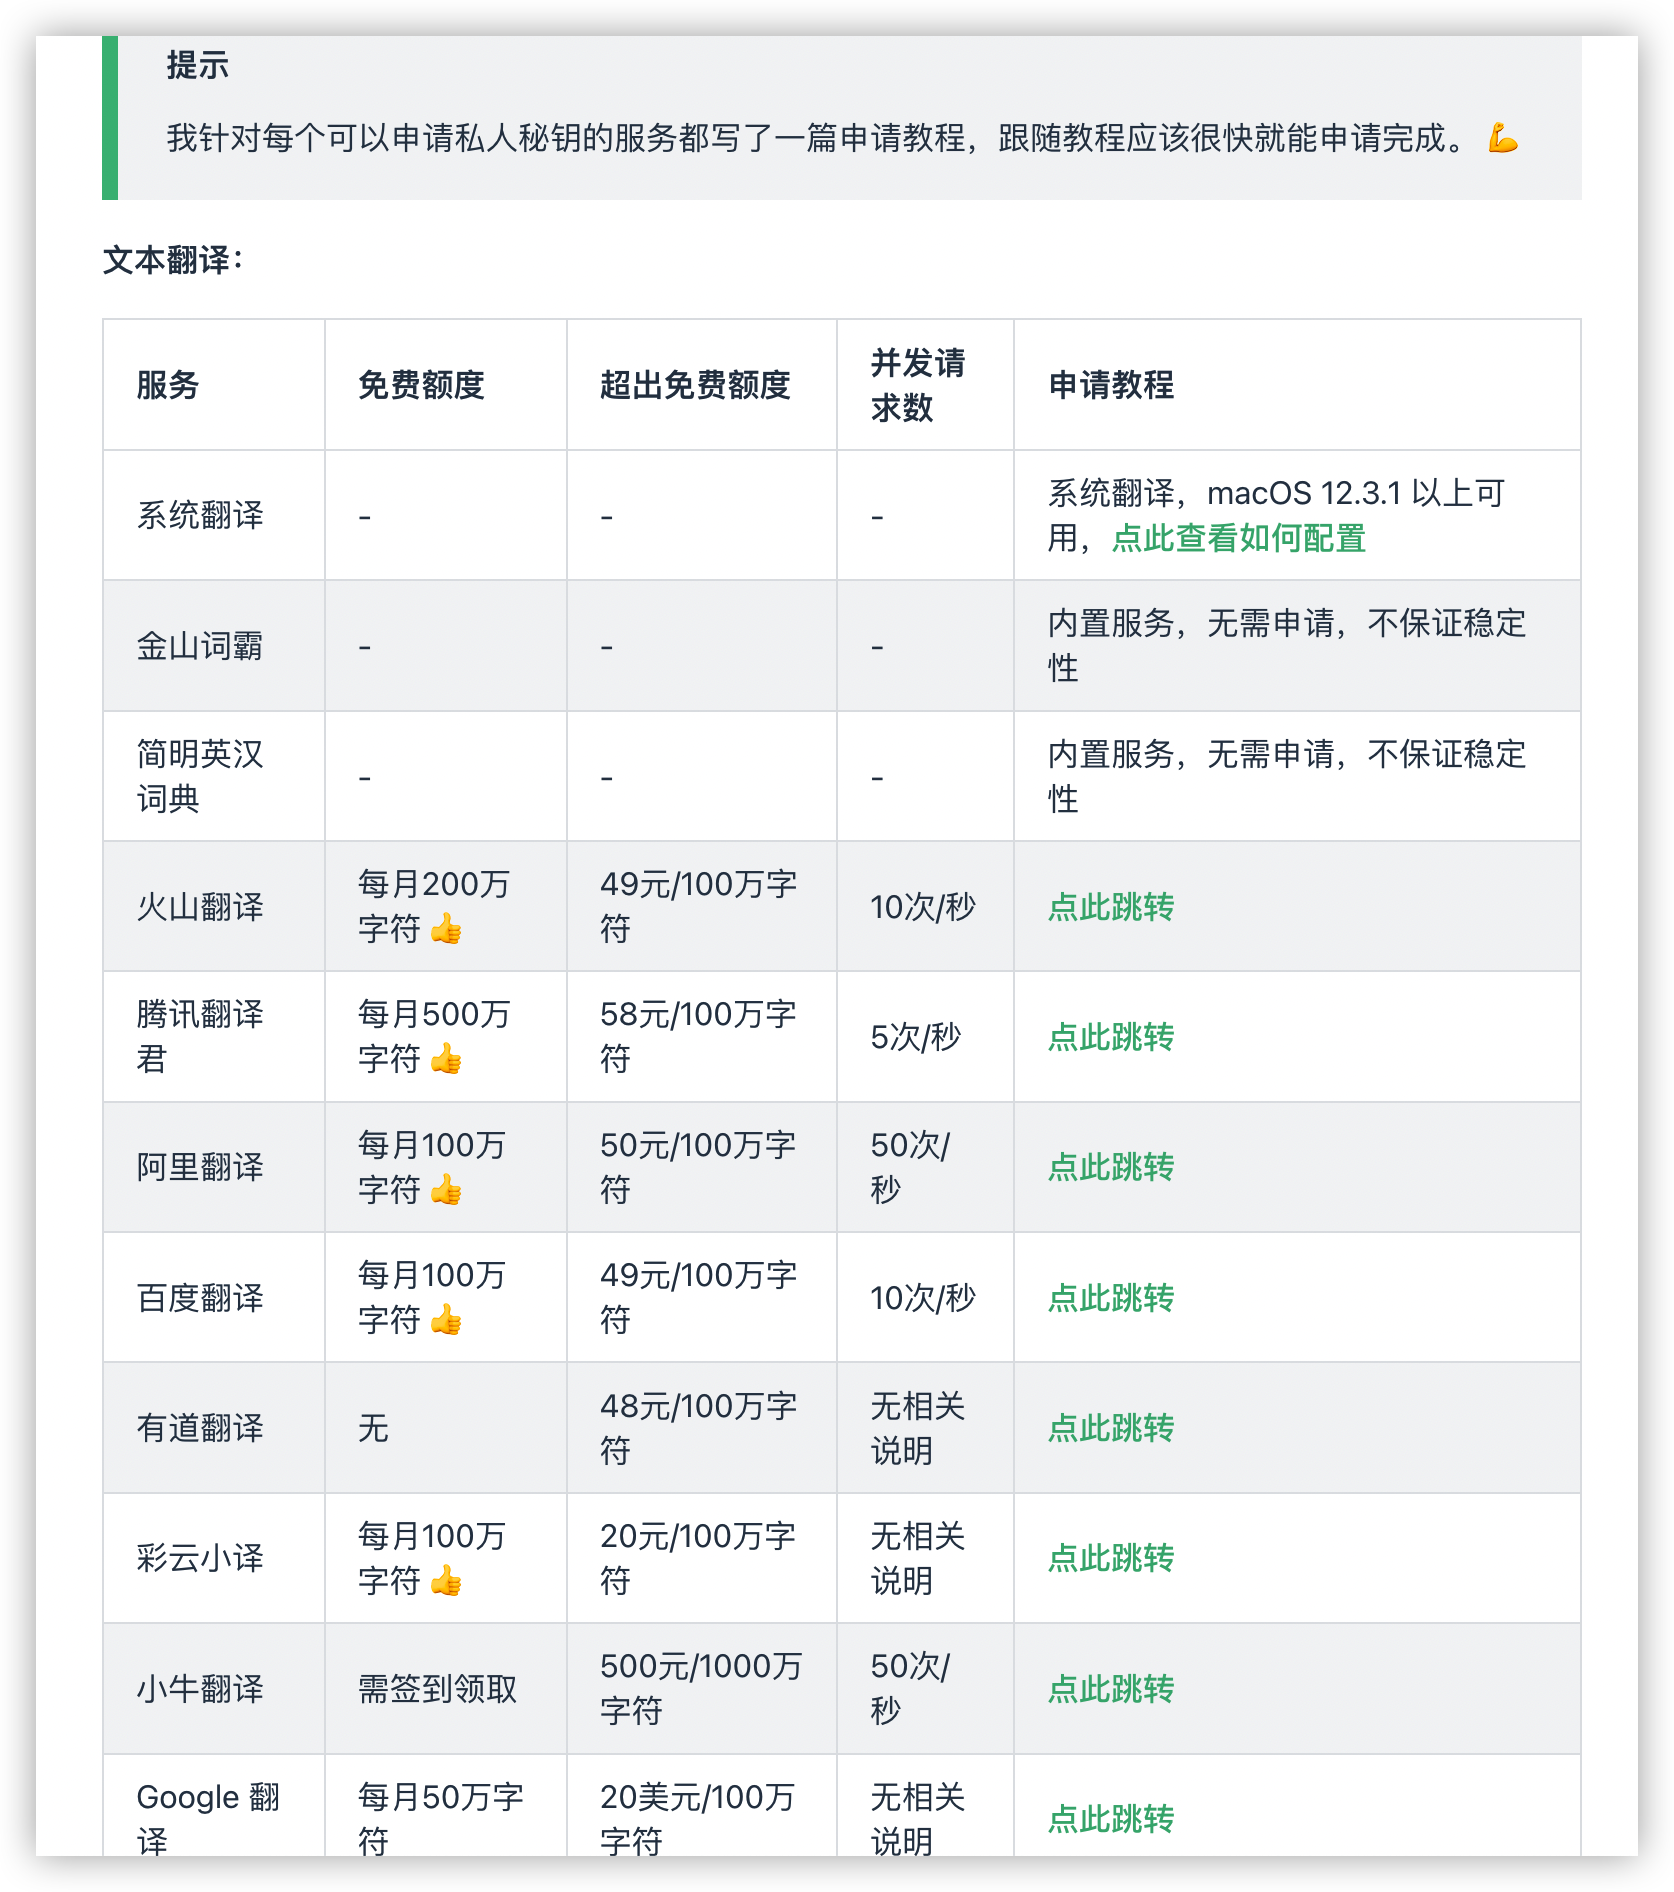 提示
我针对每个可以申请私人秘钥的服务都写了一篇申请教程，跟随教程应该很快就能申请完成。 💪
文本翻译：
服务
免费额度
超出免费额度
并发请
求数
申请教程
系统翻译
-
-
-
系统翻译，macOS 12.3.1 以上可
用，点此查看如何配置
金山词霸
-
-
-
内置服务，无需申请，不保证稳定
性
简明英汉
词典
-
-
-
内置服务，无需申请，不保证稳定
性
火山翻译
每月200万
字符 👍
49元/100万字
符
10次/秒
点此跳转
腾讯翻译
君
每月500万
字符 👍
58元/100万字
符
5次/秒
点此跳转
阿里翻译
每月100万
字符 👍
50元/100万字
符
50次/
秒
点此跳转
百度翻译
每月100万
字符 👍
49元/100万字
符
10次/秒
点此跳转
有道翻译
无
48元/100万字
符
无相关
说明
点此跳转
彩云小译
每月100万
字符 👍
20元/100万字
符
无相关
说明
点此跳转
小牛翻译
需签到领取
500元/1000万
字符
50次/
秒
点此跳转
Google 翻
译
每月50万字
符
20美元/100万
字符
无相关
说明
点此跳转